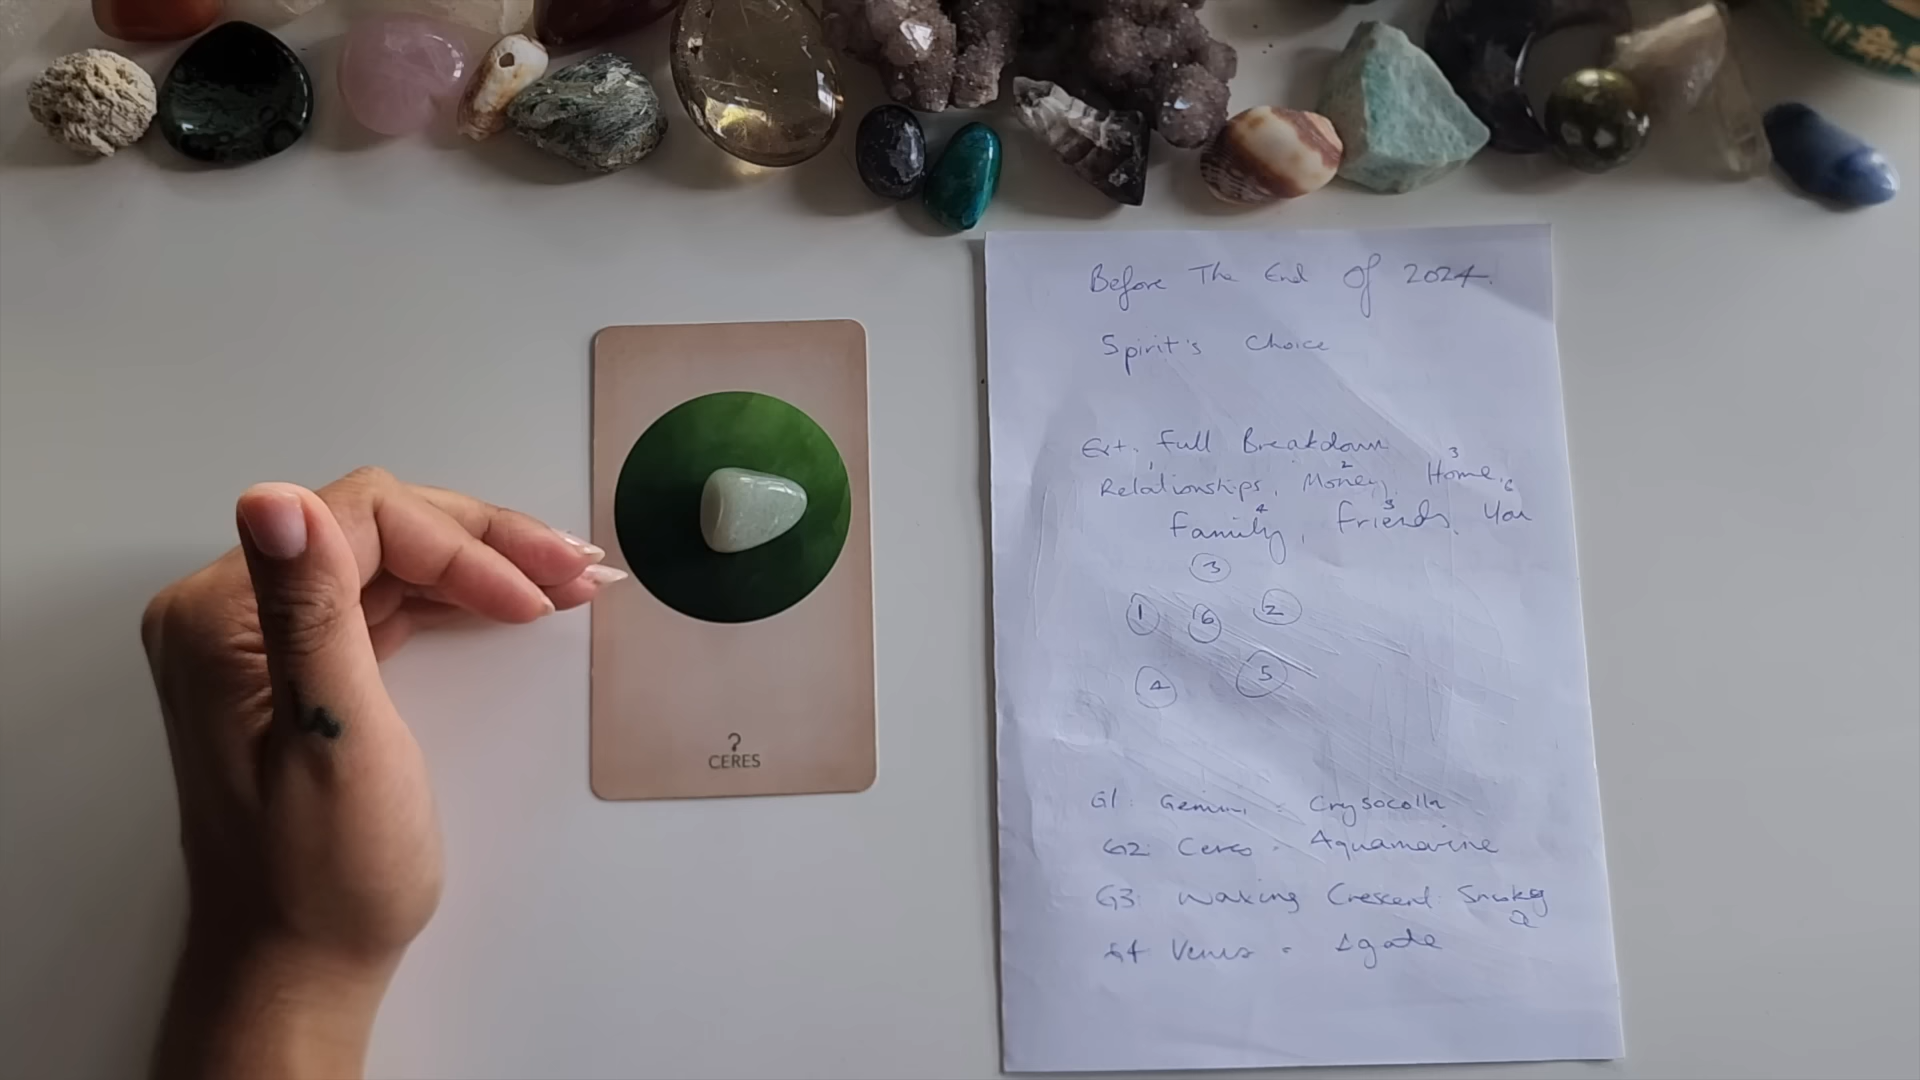 ?
CERES
Before The End Of 2024.
Spirit's Choice
Ext. Full Breakdown
1 2 3
Relationships, Money, Home, 6
4 5
Family, Friends. You
3
1 6 2
4 5
G1: Gemini - Crysocolla
G2: Ceres - Aquamarine
G3: Waxing Crescent - Smokey
Q
G4 Venus - Agate